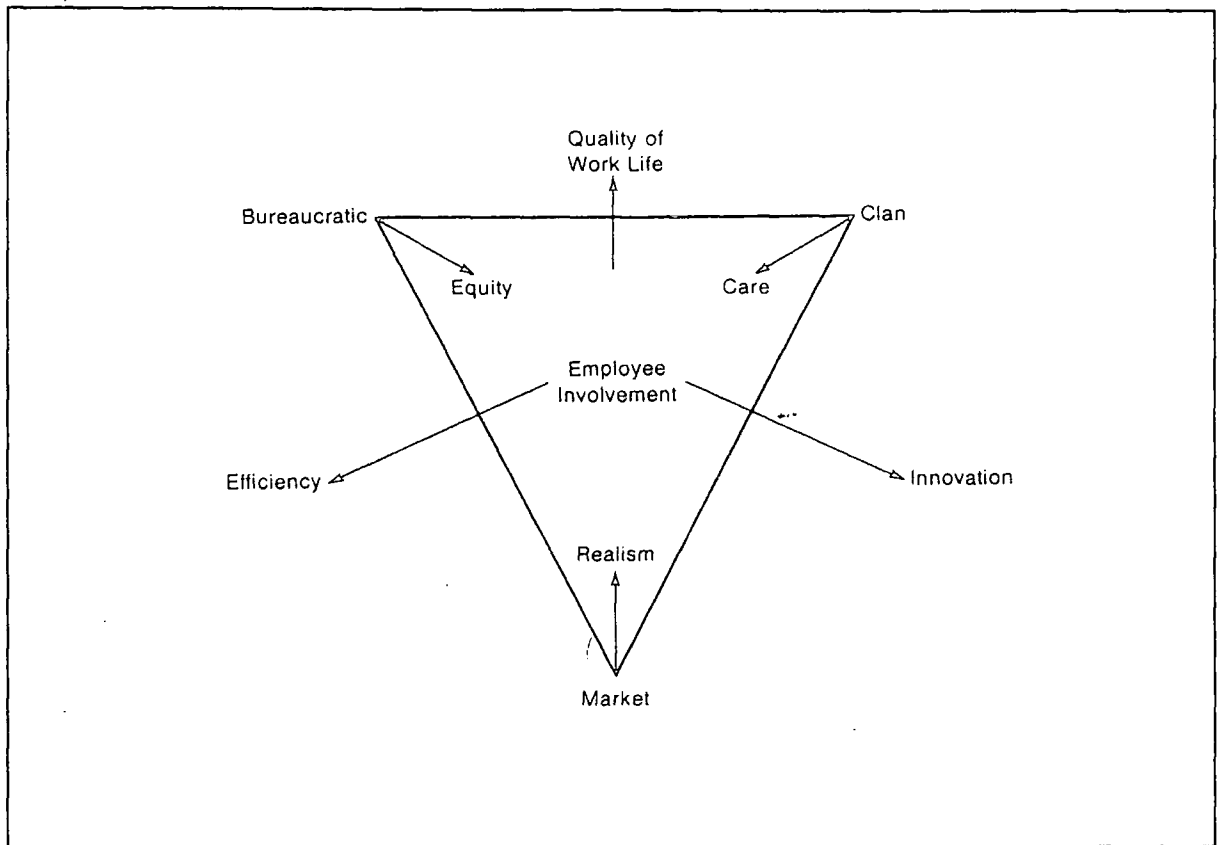 Quality of
Work Life
Bureaucratic
Clan
Equity
Care
Employee
Involvement
Efficiency
Innovation
Realism
Market